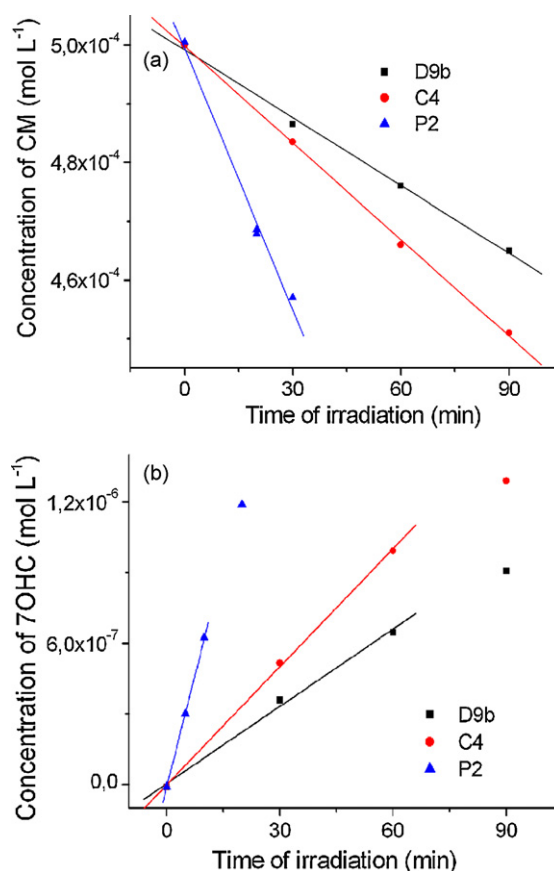 (a)
D9b
C4
P2
5,0x10⁻⁴
4,8x10⁻⁴
4,6x10⁻⁴
Concentration of CM (mol L⁻¹)
0 30 60 90
Time of irradiation (min)
(b)
1,2x10⁻⁶
6,0x10⁻⁷
0,0
Concentration of 7OHC (mol L⁻¹)
D9b
C4
P2
0 30 60 90
Time of irradiation (min)